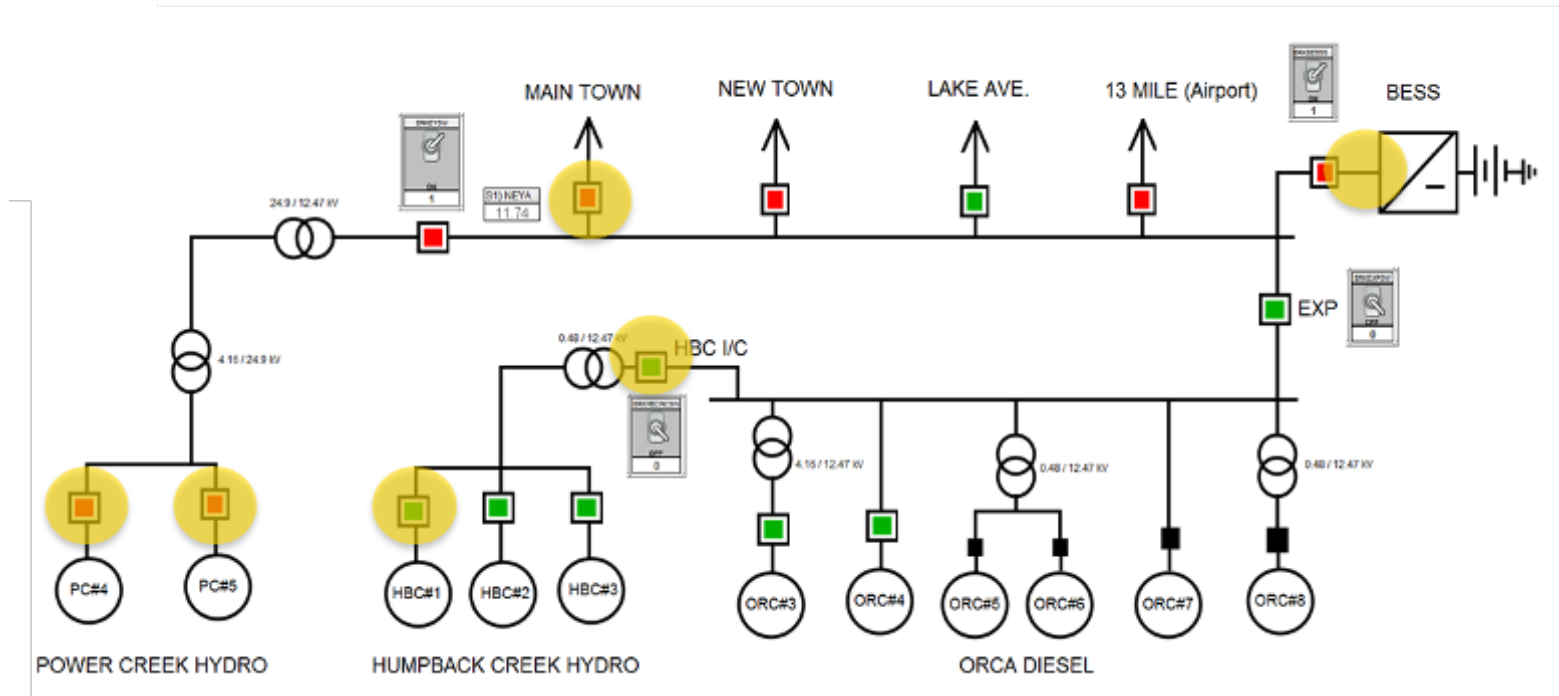 MAIN TOWN
NEW TOWN
LAKE AVE.
13 MILE (Airport)
BESS
ON
1
ON
1
S1) NEYA.
11.74
24.9 / 12.47 kV
EXP
OFF
0
0.48 / 12.47 kV
HBC I/C
4.16 / 24.9 kV
OFF
0
4.16 / 12.47 kV
0.48 / 12.47 kV
0.48 / 12.47 kV
PC#4
PC#5
HBC#1
HBC#2
HBC#3
ORC#3
ORC#4
ORC#5
ORC#6
ORC#7
ORC#8
POWER CREEK HYDRO
HUMPBACK CREEK HYDRO
ORCA DIESEL